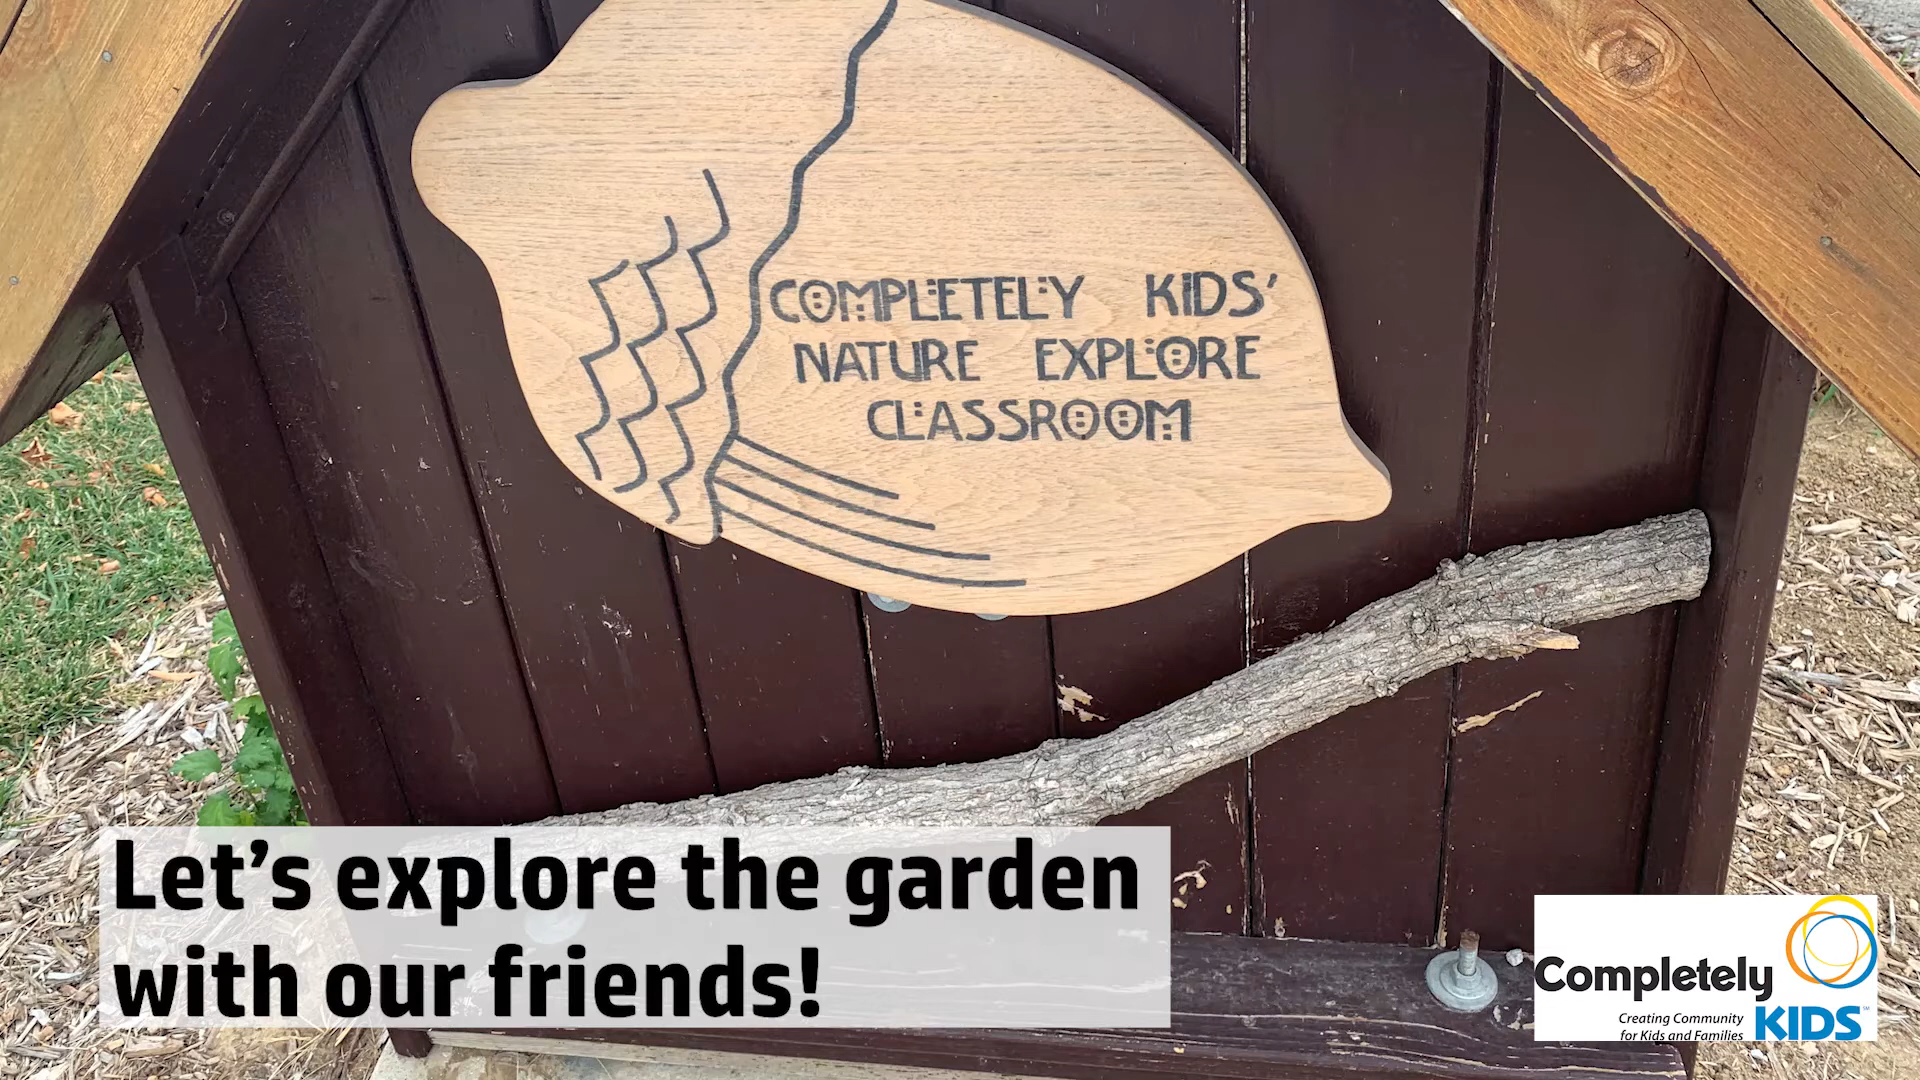 COMPLETELY KIDS'
NATURE EXPLORE
CLASSROOM
Let's explore the garden
with our friends!
Completely
KIDS℠
Creating Community
for Kids and Families